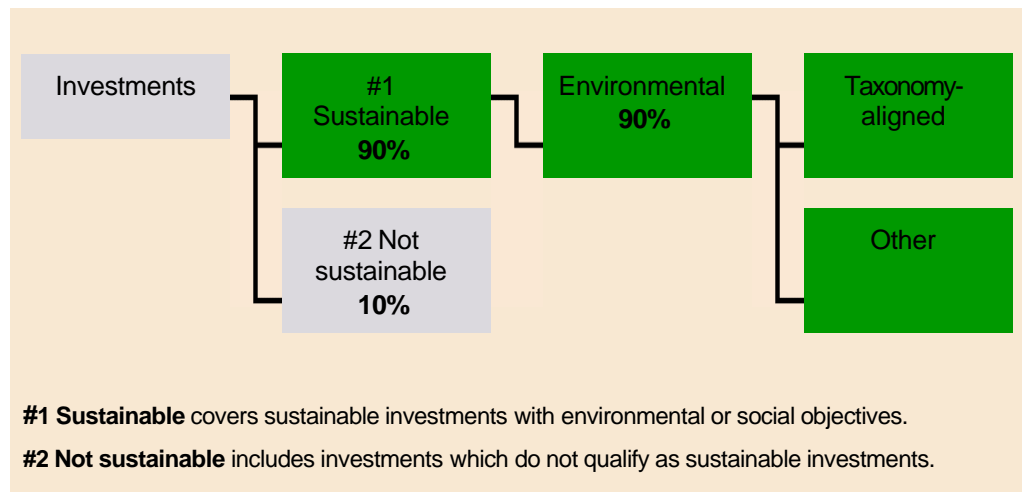 Investments
#1
Sustainable
90%
Environmental
90%
Taxonomy-
aligned
#2 Not
sustainable
10%
Other
#1 Sustainable covers sustainable investments with environmental or social objectives.
#2 Not sustainable includes investments which do not qualify as sustainable investments.